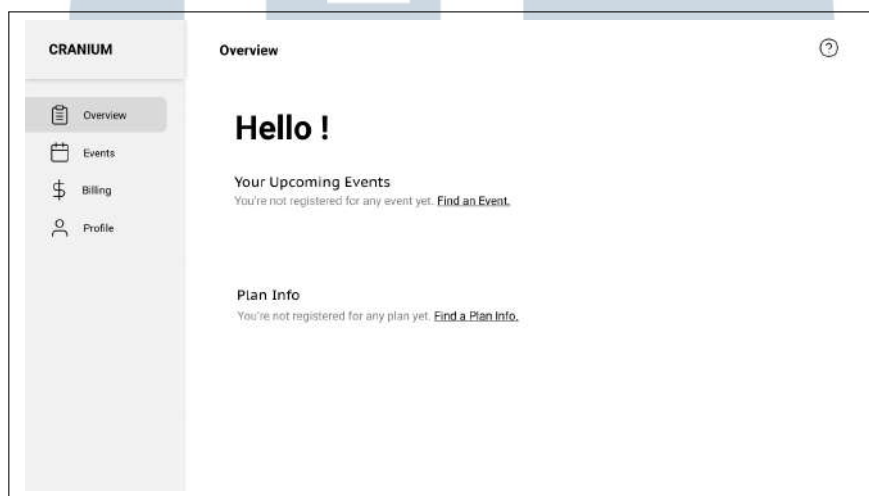 CRANIUM
Overview
Overview
Events
Billing
Profile
Hello !
Your Upcoming Events
You're not registered for any event yet. Find an Event.
Plan Info
You're not registered for any plan yet. Find a Plan Info.